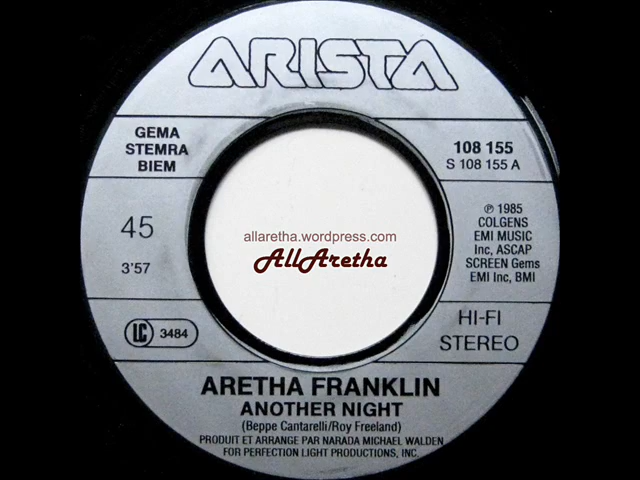 ARISTA
GEMA
STEMRA
BIEM
108 155
S 108 155 A
45
3'57
℗ 1985
COLGENS
EMI MUSIC
Inc, ASCAP
SCREEN Gems
EMI Inc, BMI
allaretha.wordpress.com
AllAretha
LC 3484
HI-FI
STEREO
ARETHA FRANKLIN
ANOTHER NIGHT
(Beppe Cantarelli/Roy Freeland)
PRODUIT ET ARRANGE PAR NARADA MICHAEL WALDEN
FOR PERFECTION LIGHT PRODUCTIONS, INC.